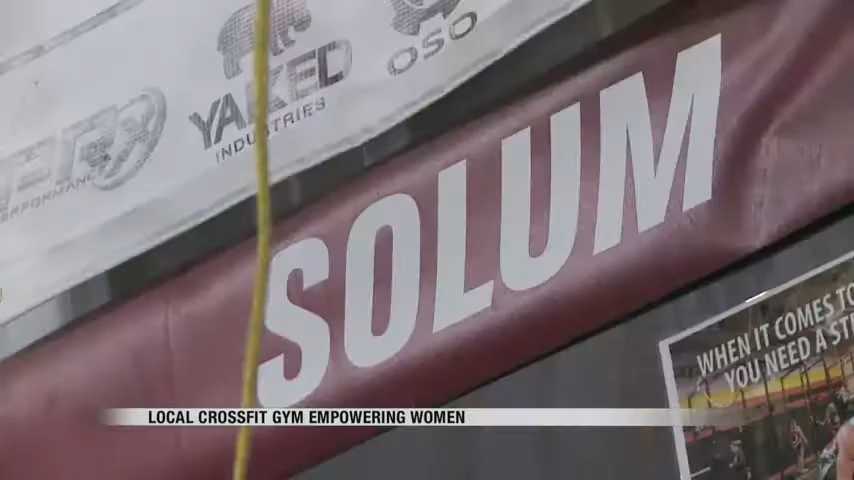 YAKED
INDUSTRIES
OSO
SOLUM
WHEN IT COMES TO
YOU NEED A
LOCAL CROSSFIT GYM EMPOWERING WOMEN